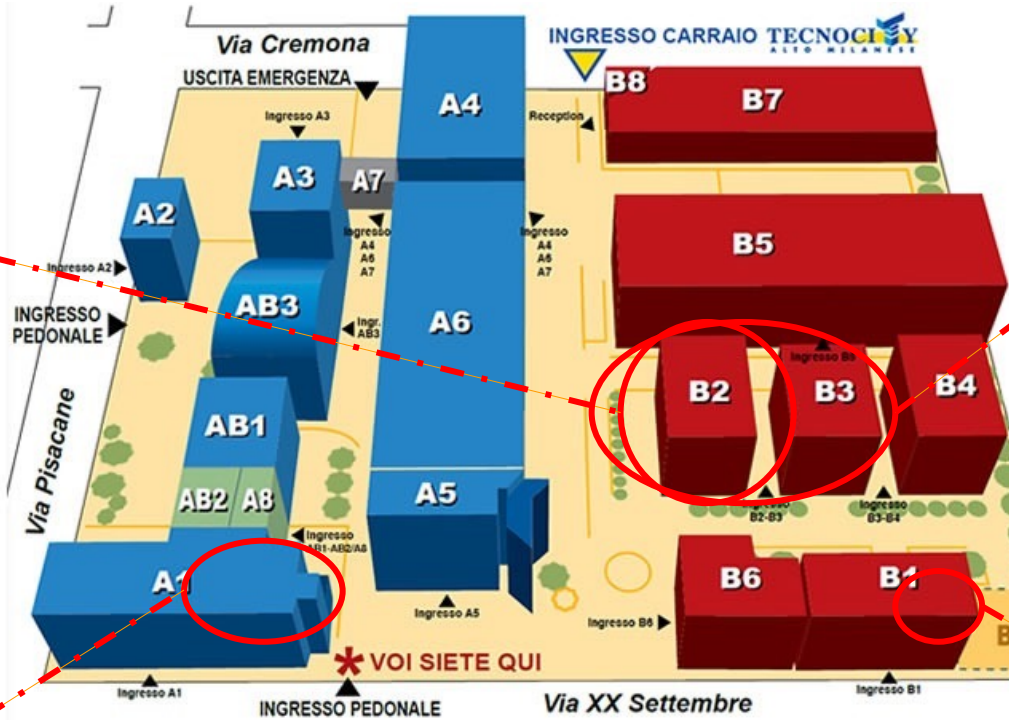 Via Cremona
INGRESSO CARRAIO
TECNOCITY
ALTO MILANESE
USCITA EMERGENZA
A4
B8
B7
Ingresso A3
Reception
A3
A7
A2
Ingresso
A4
A6
A7
Ingresso
A4
A6
A7
B5
Ingresso A2
AB3
A6
INGRESSO
PEDONALE
Ingr.
AB3
B2
B3
B4
AB1
Via Pisacane
AB2
A8
A5
Ingresso
B2-B3
Ingresso
B3-B4
Ingresso
AB1-AB2/A8
A1
B6
B1
Ingresso A5
Ingresso B6
VOI SIETE QUI
Ingresso A1
Ingresso B1
INGRESSO PEDONALE
Via XX Settembre